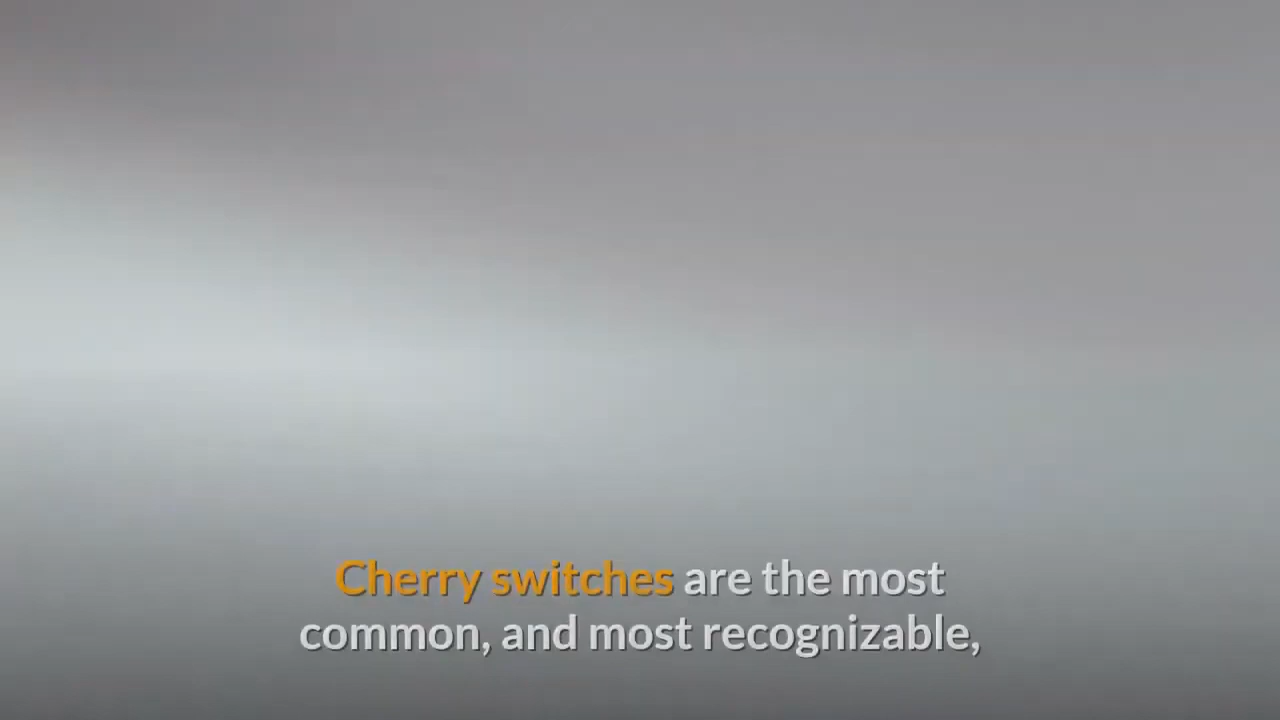 Cherry switches are the most
common, and most recognizable,